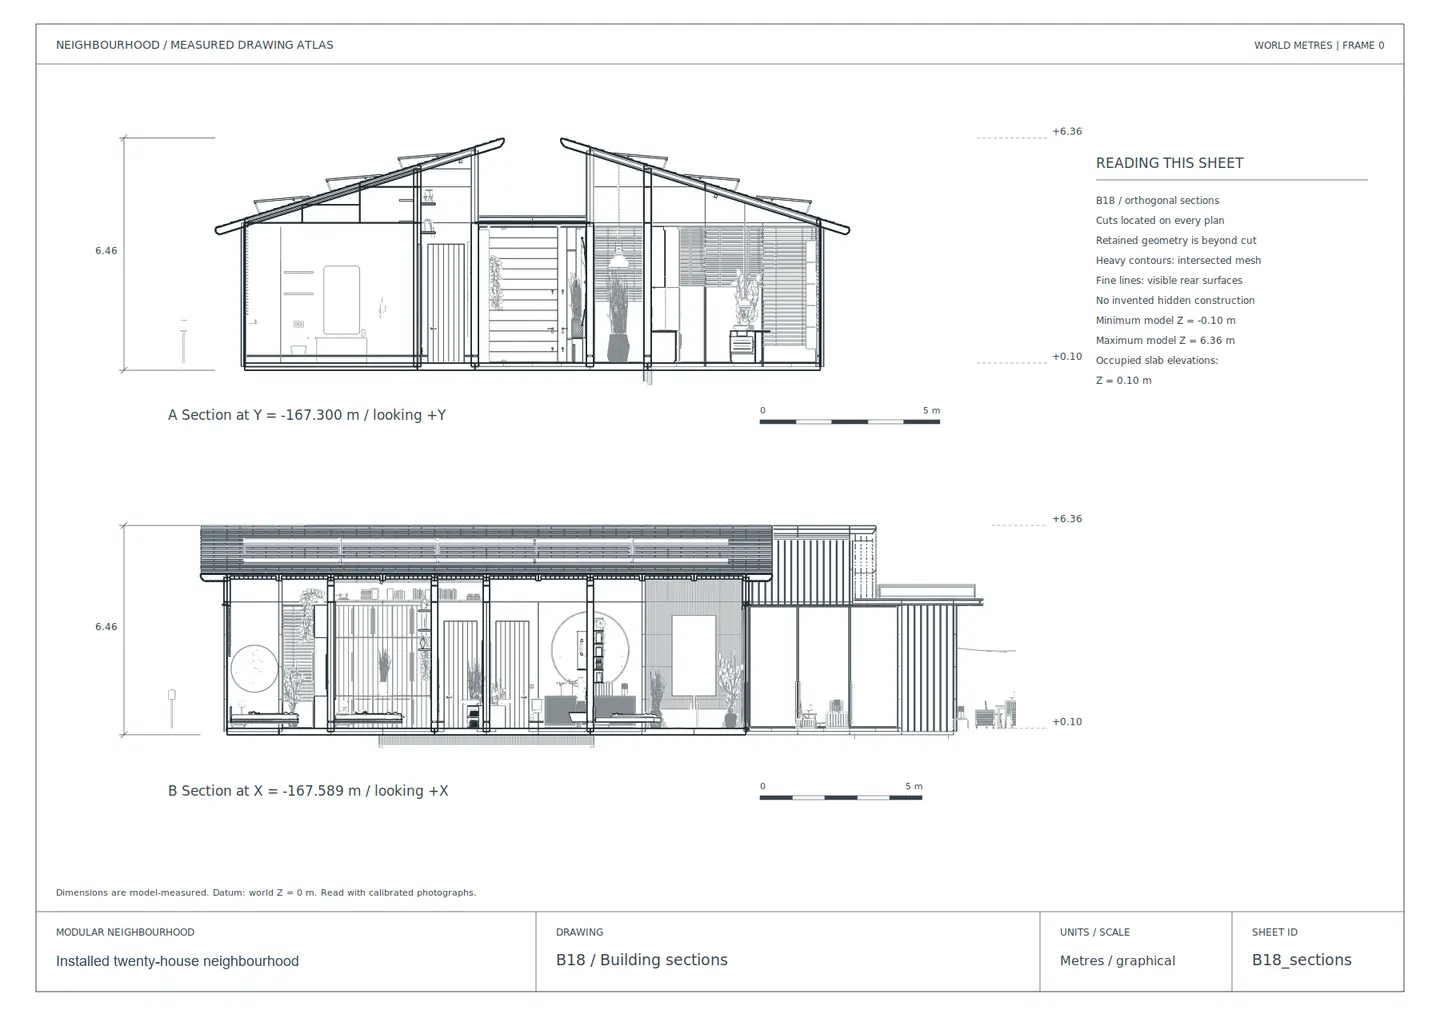 NEIGHBOURHOOD / MEASURED DRAWING ATLAS
WORLD METRES | FRAME 0
+6.36
6.46
+0.10
READING THIS SHEET
B18 / orthogonal sections
Cuts located on every plan
Retained geometry is beyond cut
Heavy contours: intersected mesh
Fine lines: visible rear surfaces
No invented hidden construction
Minimum model Z = -0.10 m
Maximum model Z = 6.36 m
Occupied slab elevations:
Z = 0.10 m
A Section at Y = -167.300 m / looking +Y
0 5 m
+6.36
6.46
+0.10
B Section at X = -167.589 m / looking +X
0 5 m
Dimensions are model-measured. Datum: world Z = 0 m. Read with calibrated photographs.
MODULAR NEIGHBOURHOOD
Installed twenty-house neighbourhood
DRAWING
B18 / Building sections
UNITS / SCALE
Metres / graphical
SHEET ID
B18_sections